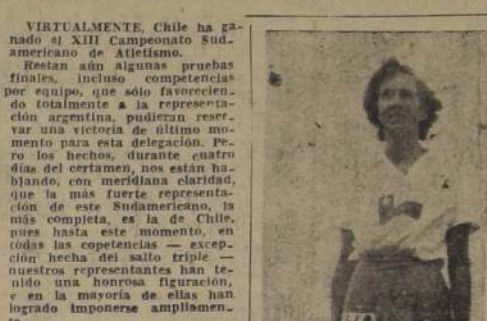 VIRTUALMENTE, Chile ha ga-
nado el XIII Campeonato Sud-
americano de Atletismo.
Restan aún algunas pruebas
finales, incluso competencias
por equipo, que sólo favorecien-
do totalmente a la representa-
ción argentina, pudieran reser-
var una victoria de último mo-
mento para esta delegación. Pe-
ro los hechos, durante cuatro
días del certamen, nos están ha-
blando, con meridiana claridad,
que la más fuerte representa-
ción de este Sudamericano, la
más completa, es la de Chile,
pues hasta este momento, en
todas las copetencias — excep-
ción hecha del salto triple —
nuestros representantes han te-
nido una honrosa figuración,
y en la mayoría de ellas han
logrado imponerse ampliamen-